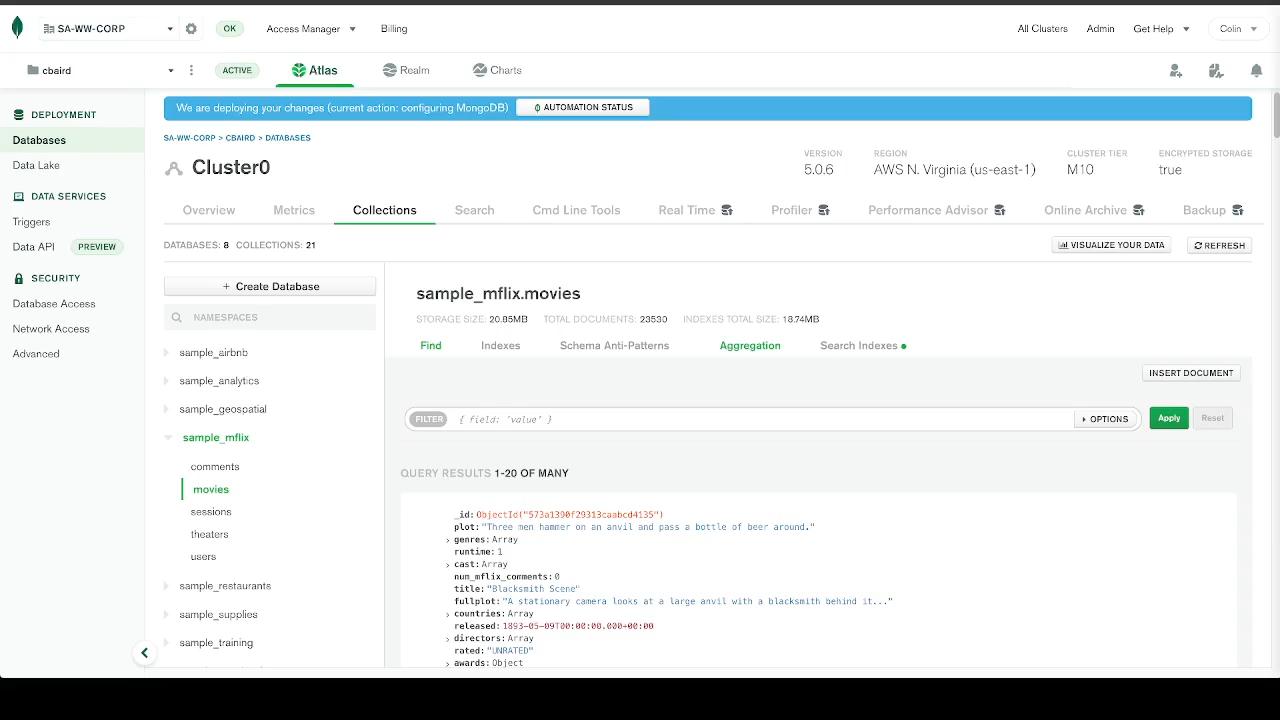 SA-WW-CORP OK Access Manager Billing All Clusters Admin Get Help Colin
cbaird ACTIVE Atlas Realm Charts
DEPLOYMENT
Databases
Data Lake
DATA SERVICES
Triggers
Data API PREVIEW
SECURITY
Database Access
Network Access
Advanced
We are deploying your changes (current action: configuring MongoDB) AUTOMATION STATUS
SA-WW-CORP > CBAIRD > DATABASES
Cluster0
VERSION REGION CLUSTER TIER ENCRYPTED STORAGE
5.0.6 AWS N. Virginia (us-east-1) M10 true
Overview Metrics Collections Search Cmd Line Tools Real Time Profiler Performance Advisor Online Archive Backup
DATABASES: 8 COLLECTIONS: 21 VISUALIZE YOUR DATA REFRESH
+ Create Database
NAMESPACES
sample_airbnb
sample_analytics
sample_geospatial
sample_mflix
comments
movies
sessions
theaters
users
sample_restaurants
sample_supplies
sample_training
sample_mflix.movies
STORAGE SIZE: 20.85MB TOTAL DOCUMENTS: 23530 INDEXES TOTAL SIZE: 18.74MB
Find Indexes Schema Anti-Patterns Aggregation Search Indexes
INSERT DOCUMENT
FILTER { field: 'value' } OPTIONS Apply Reset
QUERY RESULTS 1-20 OF MANY
_id: ObjectId("573a1390f29313caabcd4135")
plot: "Three men hammer on an anvil and pass a bottle of beer around."
genres: Array
runtime: 1
cast: Array
num_mflix_comments: 0
title: "Blacksmith Scene"
fullplot: "A stationary camera looks at a large anvil with a blacksmith behind it..."
countries: Array
released: 1893-05-09T00:00:00.000+00:00
directors: Array
rated: "UNRATED"
awards: Object